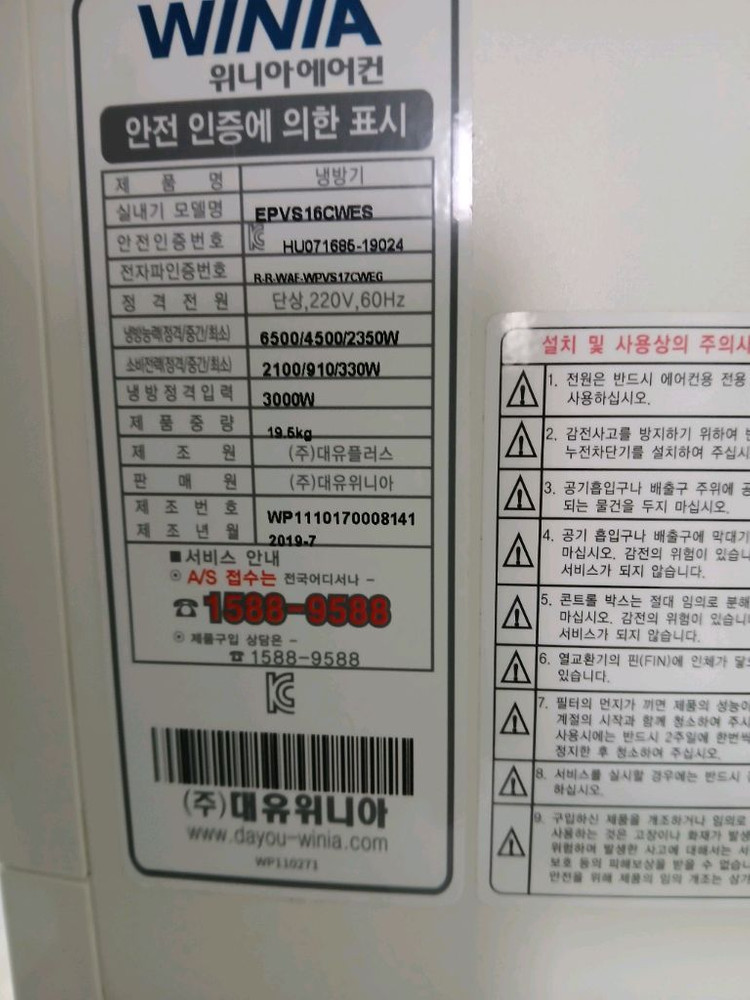 WINIA
위니아에어컨
안전 인증에 의한 표시
제 품 명 냉방기
실내기 모델명 EPVS16CWES
안전인증번호 HU071685-19024
전자파인증번호 R-R-WAF-WPVS17CWEG
정 격 전 원 단상,220V,60Hz
냉방능력(정격/중간/최소) 6500/4500/2350W
소비전력(정격/중간/최소) 2100/910/330W
냉방정격입력 3000W
제 품 중 량 19.5kg
제 조 원 (주)대유플러스
판 매 원 (주)대유위니아
제 조 번 호 WP1110170008141
제 조 년 월 2019-7
■서비스 안내
⊙ A/S 접수는 전국어디서나 -
☎1588-9588
⊙ 제품구입 상담은 -
☎1588-9588
(주)대유위니아
www.dayou-winia.com
WP110271
설치 및 사용상의 주의사
1. 전원은 반드시 에어컨용 전용
사용하십시오.
2. 감전사고를 방지하기 위하여
누전차단기를 설치하여 주십시
3. 공기흡입구나 배출구 주위에
되는 물건을 두지 마십시오.
4. 공기 흡입구나 배출구에 막대기
마십시오. 감전의 위험이 있습니
서비스가 되지 않습니다.
5. 콘트롤 박스는 절대 임의로 분해
마십시오. 감전의 위험이 있습니
서비스가 되지 않습니다.
6. 열교환기의 핀(FIN)에 인체가
있습니다.
7. 필터의 먼지가 끼면 제품의 성능이
계절의 시작과 함께 청소하여 주시
사용시에는 반드시 2주일에 한번씩
정지한 후 청소하여 주십시오.
8. 서비스를 실시할 경우에는 반드시
하십시오.
9. 구입하신 제품을 개조하거나 임의로
사용하는 것은 고장이나 화재가 발생
위험하며 발생한 사고에 대해서는
보호 등의 피해보상을 받을 수 없습니
안전을 위해 제품의 임의 개조는 삼가